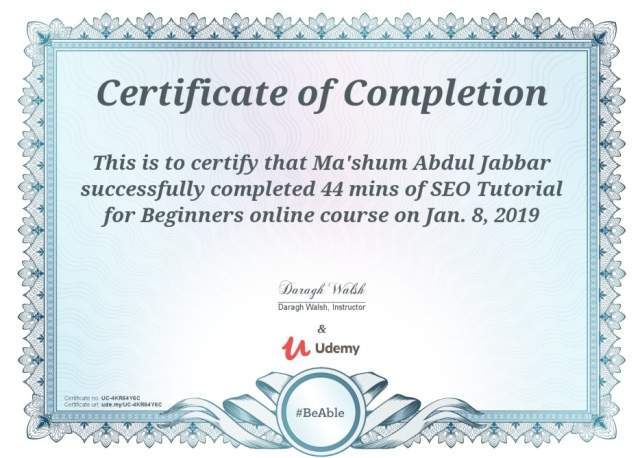 Certificate of Completion
This is to certify that Ma'shum Abdul Jabbar
successfully completed 44 mins of SEO Tutorial
for Beginners online course on Jan. 8, 2019
Daragh Walsh
Daragh Walsh, Instructor
&
Udemy
Certificate no. UC-4KR64Y6C
Certificate url. ude.my/UC-4KR64Y6C
#BeAble